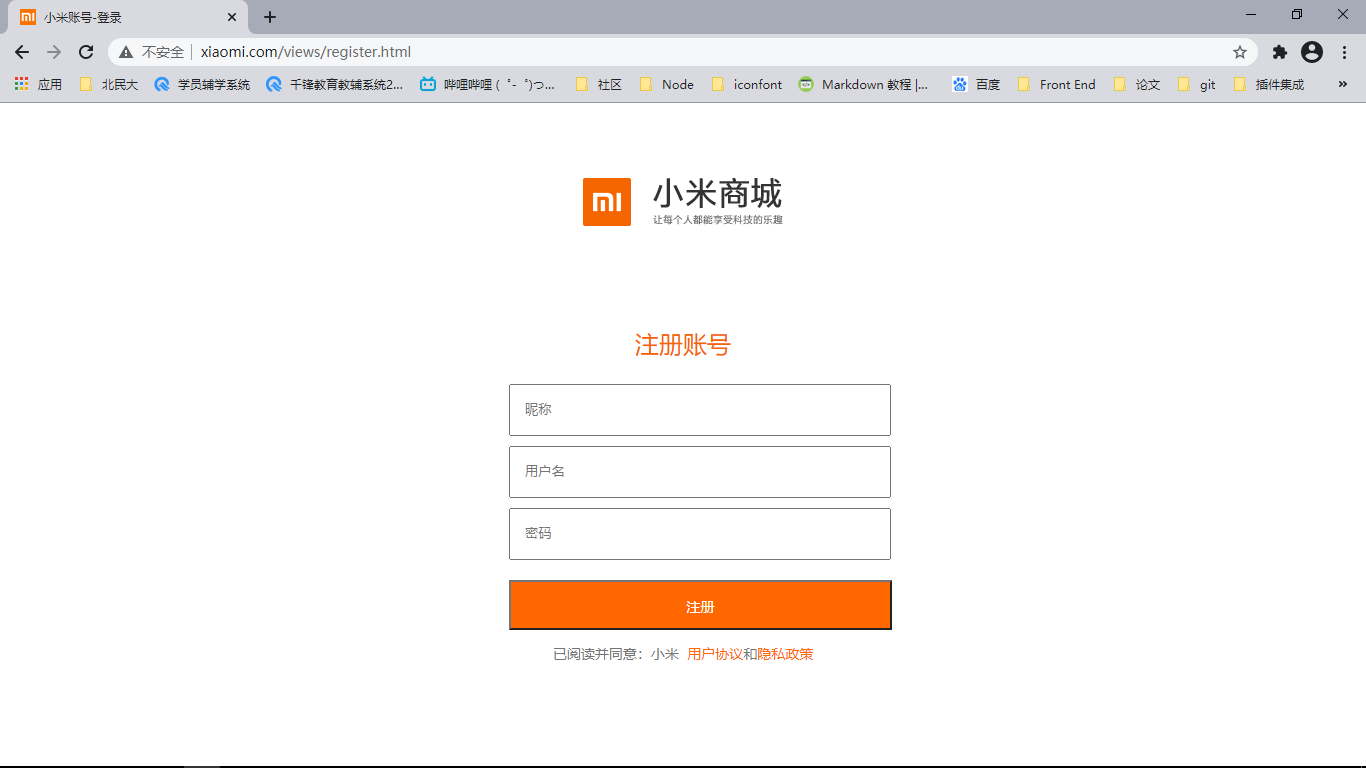 小米账号-登录
不安全 xiaomi.com/views/register.html
应用 北民大 学员辅学系统 千锋教育教辅系统2... 哔哩哔哩 ( ゜- ゜)つ... 社区 Node iconfont Markdown 教程 |... 百度 Front End 论文 git 插件集成 »
小米商城
让每个人都能享受科技的乐趣
注册账号
昵称
用户名
密码
注册
已阅读并同意：小米 用户协议和隐私政策